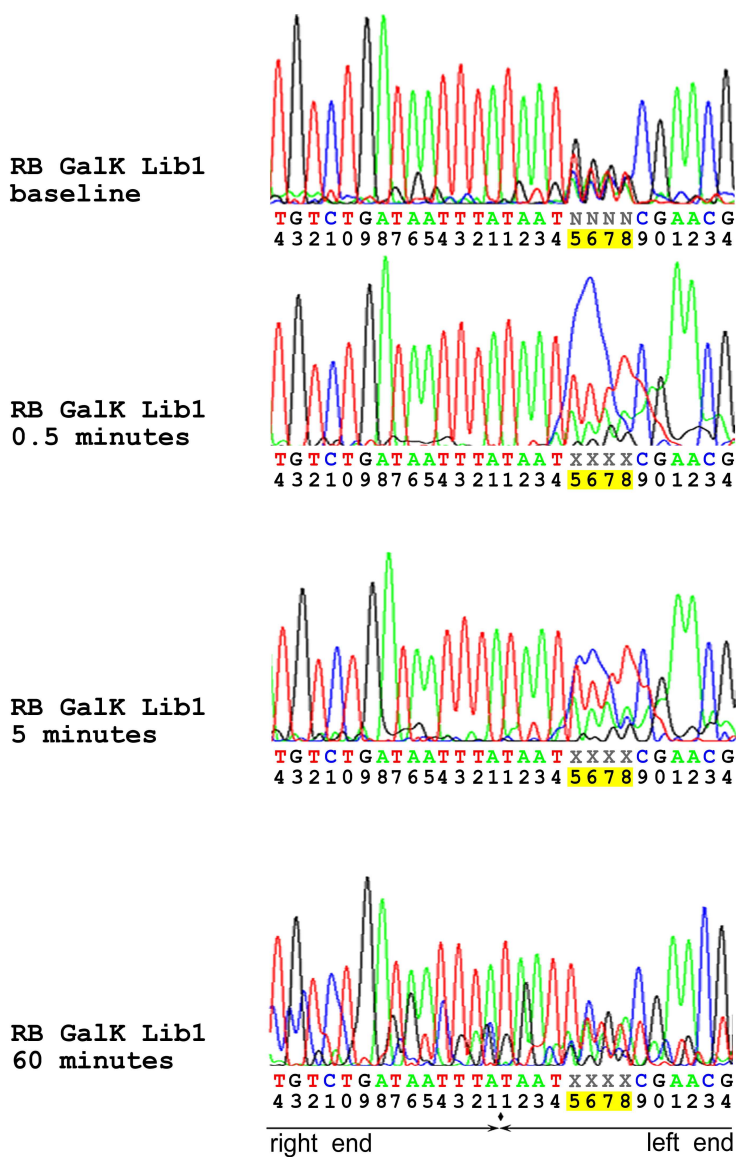 RB GalK Lib1
baseline
TGTCTGATAATTTATAATNNNNCGAACG
4321098765432112345678901234
RB GalK Lib1
0.5 minutes
TGTCTGATAATTTATAATXXXXCGAACG
4321098765432112345678901234
RB GalK Lib1
5 minutes
TGTCTGATAATTTATAATXXXXCGAACG
4321098765432112345678901234
RB GalK Lib1
60 minutes
TGTCTGATAATTTATAATXXXXCGAACG
4321098765432112345678901234
right end left end